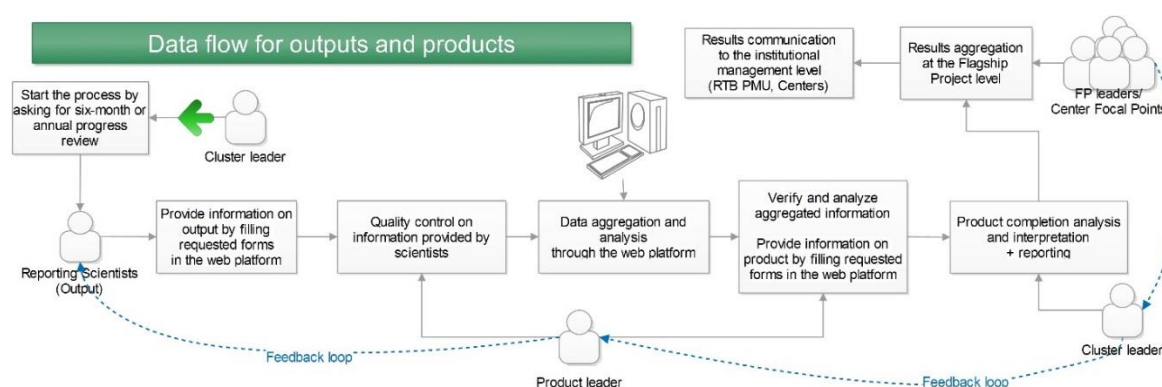 Data flow for outputs and products
Start the process by
asking for six-month or
annual progress
review
Cluster leader
Results communication
to the institutional
management level
(RTB PMU, Centers)
Results aggregation
at the Flagship
Project level
FP leaders/
Center Focal Points
Reporting Scientists
(Output)
Provide information on
output by filling
requested forms
in the web platform
Quality control on
information provided by
scientists
Data aggregation and
analysis
through the web platform
Verify and analyze
aggregated information
Provide information on
product by filling requested
forms in the web platform
Product completion analysis
and interpretation
+ reporting
Cluster leader
Feedback loop
Product leader
Feedback loop